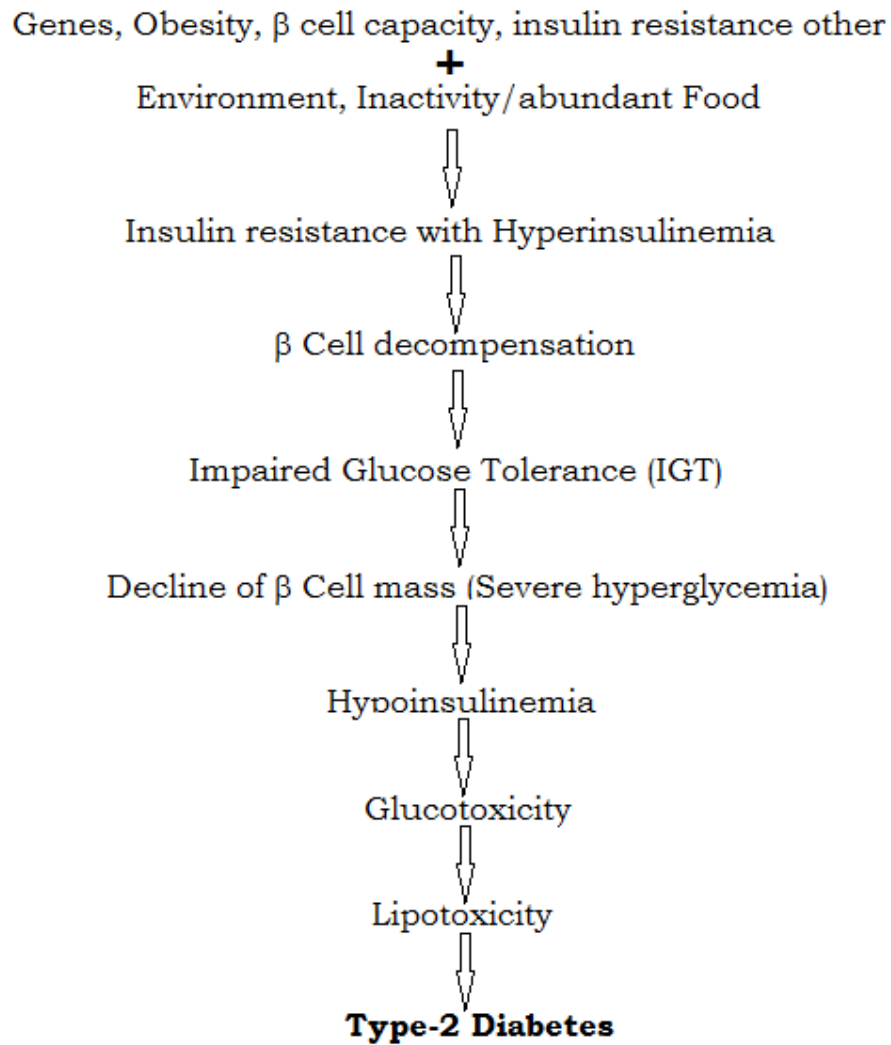 Genes, Obesity, β cell capacity, insulin resistance other
+
Environment, Inactivity/abundant Food
Insulin resistance with Hyperinsulinemia
β Cell decompensation
Impaired Glucose Tolerance (IGT)
Decline of β Cell mass (Severe hyperglycemia)
Hypoinsulinemia
Glucotoxicity
Lipotoxicity
Type-2 Diabetes